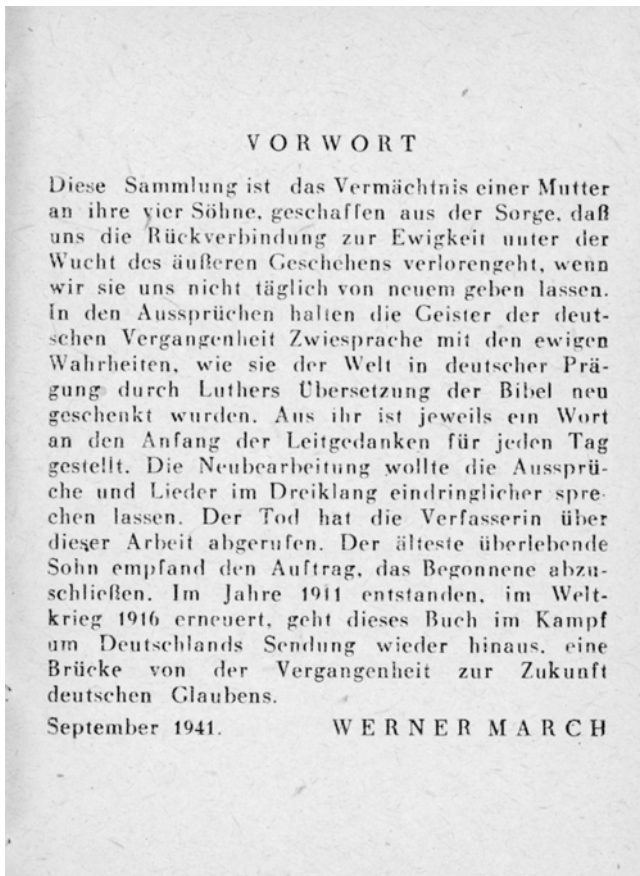 VORWORT
Diese Sammlung ist das Vermächtnis einer Mutter
an ihre vier Söhne, geschaffen aus der Sorge, daß
uns die Rückverbindung zur Ewigkeit unter der
Wucht des äußeren Geschehens verlorengeht, wenn
wir sie uns nicht täglich von neuem geben lassen.
In den Aussprüchen halten die Geister der deut-
schen Vergangenheit Zwiesprache mit den ewigen
Wahrheiten, wie sie der Welt in deutscher Prä-
gung durch Luthers Übersetzung der Bibel neu
geschenkt wurden. Aus ihr ist jeweils ein Wort
an den Anfang der Leitgedanken für jeden Tag
gestellt. Die Neubearbeitung wollte die Aussprü-
che und Lieder im Dreiklang eindringlicher spre-
chen lassen. Der Tod hat die Verfasserin über
dieser Arbeit abgerufen. Der älteste überlebende
Sohn empfand den Auftrag, das Begonnene abzu-
schließen. Im Jahre 1911 entstanden, im Welt-
krieg 1916 erneuert, geht dieses Buch im Kampf
um Deutschlands Sendung wieder hinaus, eine
Brücke von der Vergangenheit zur Zukunft
deutschen Glaubens.
September 1941. WERNER MARCH